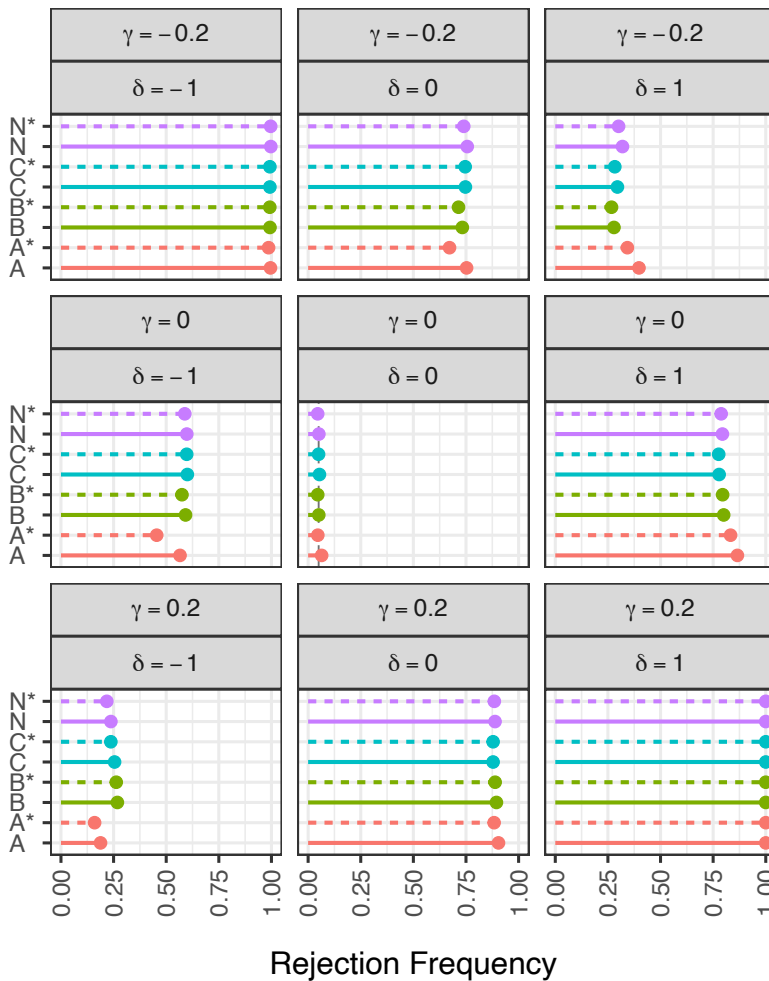 γ = −0.2 γ = −0.2 γ = −0.2
δ = −1 δ = 0 δ = 1
N*
N
C*
C
B*
B
A*
A
γ = 0 γ = 0 γ = 0
δ = −1 δ = 0 δ = 1
N*
N
C*
C
B*
B
A*
A
γ = 0.2 γ = 0.2 γ = 0.2
δ = −1 δ = 0 δ = 1
N*
N
C*
C
B*
B
A*
A
0.00 0.25 0.50 0.75 1.00 0.00 0.25 0.50 0.75 1.00 0.00 0.25 0.50 0.75 1.00
Rejection Frequency